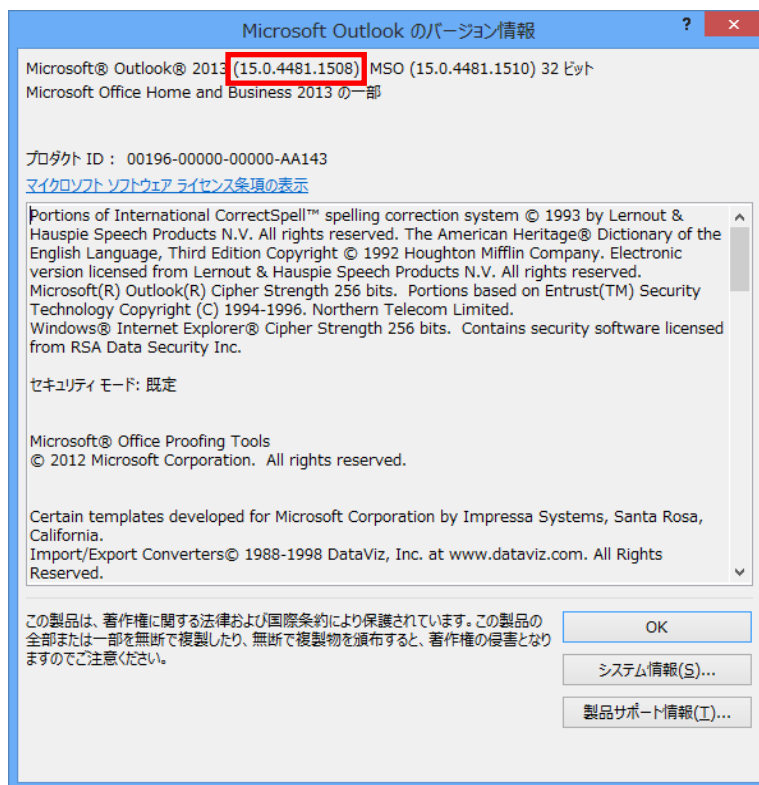 Microsoft Outlook のバージョン情報
? ×
Microsoft® Outlook® 2013 (15.0.4481.1508) MSO (15.0.4481.1510) 32 ビット
Microsoft Office Home and Business 2013 の一部
プロダクト ID： 00196-00000-00000-AA143
マイクロソフト ソフトウェア ライセンス条項の表示
Portions of International CorrectSpell™ spelling correction system © 1993 by Lernout &
Hauspie Speech Products N.V. All rights reserved. The American Heritage® Dictionary of the
English Language, Third Edition Copyright © 1992 Houghton Mifflin Company. Electronic
version licensed from Lernout & Hauspie Speech Products N.V. All rights reserved.
Microsoft(R) Outlook(R) Cipher Strength 256 bits.  Portions based on Entrust(TM) Security
Technology Copyright (C) 1994-1996. Northern Telecom Limited.
Windows® Internet Explorer® Cipher Strength 256 bits.  Contains security software licensed
from RSA Data Security Inc.
セキュリティ モード: 既定
Microsoft® Office Proofing Tools
© 2012 Microsoft Corporation.  All rights reserved.
Certain templates developed for Microsoft Corporation by Impressa Systems, Santa Rosa,
California.
Import/Export Converters© 1988-1998 DataViz, Inc. at www.dataviz.com. All Rights
Reserved.
この製品は、著作権に関する法律および国際条約により保護されています。この製品の
全部または一部を無断で複製したり、無断で複製物を頒布すると、著作権の侵害となり
ますのでご注意ください。
OK
システム情報(S)...
製品サポート情報(T)...